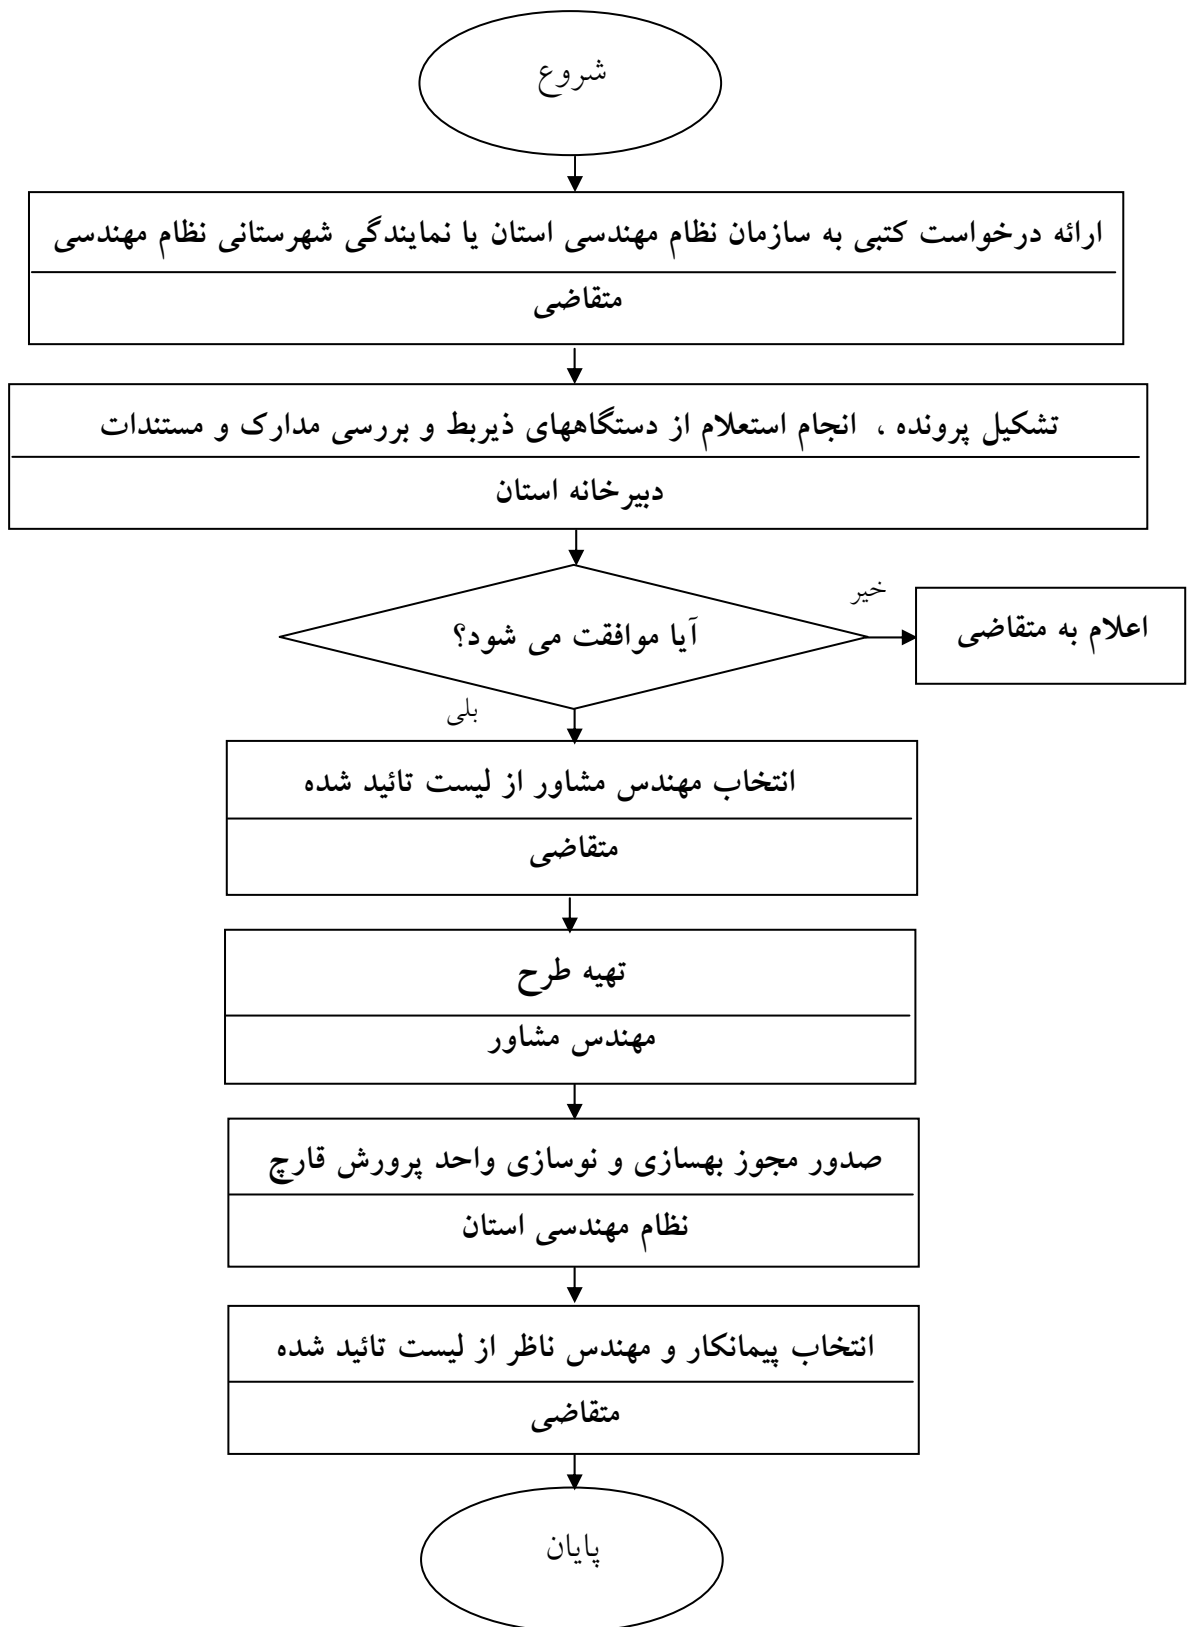 شروع
ارائه درخواست کتبی به سازمان نظام مهندسی استان یا نمایندگی شهرستانی نظام مهندسی
متقاضی
تشکیل پرونده ، انجام استعلام از دستگاههای ذیربط و بررسی مدارک و مستندات
دبیرخانه استان
آیا موافقت می شود؟
خیر
اعلام به متقاضی
بلی
انتخاب مهندس مشاور از لیست تائید شده
متقاضی
تهیه طرح
مهندس مشاور
صدور مجوز بهسازی و نوسازی واحد پرورش قارچ
نظام مهندسی استان
انتخاب پیمانکار و مهندس ناظر از لیست تائید شده
متقاضی
پایان